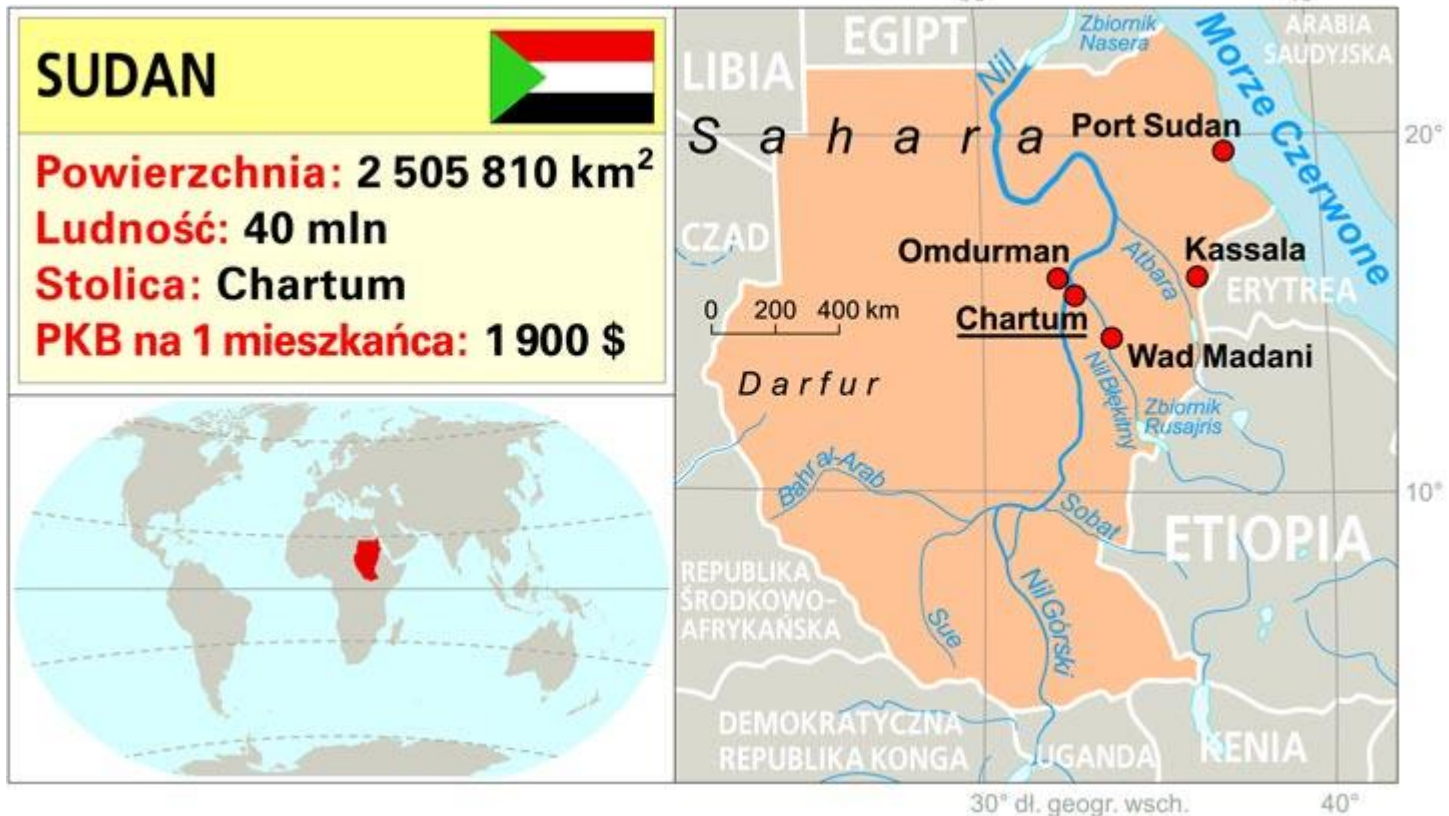 SUDAN
Powierzchnia: 2 505 810 km²
Ludność: 40 mln
Stolica: Chartum
PKB na 1 mieszkańca: 1 900 $
EGIPT
Zbiornik
Nasera
ARABIA
SAUDYJSKA
LIBIA
Nil
Morze Czerwone
Sahara
Port Sudan
20°
CZAD
Omdurman
Atbara
Kassala
ERYTREA
0 200 400 km
Chartum
Wad Madani
Darfur
Nil Błękitny
Zbiornik
Rusajris
Bahr al-Arab
10°
Sobat
ETIOPIA
REPUBLIKA
ŚRODKOWO-
AFRYKAŃSKA
Sue
Nil Górski
DEMOKRATYCZNA
REPUBLIKA KONGA
UGANDA
KENIA
30° dł. geogr. wsch.
40°